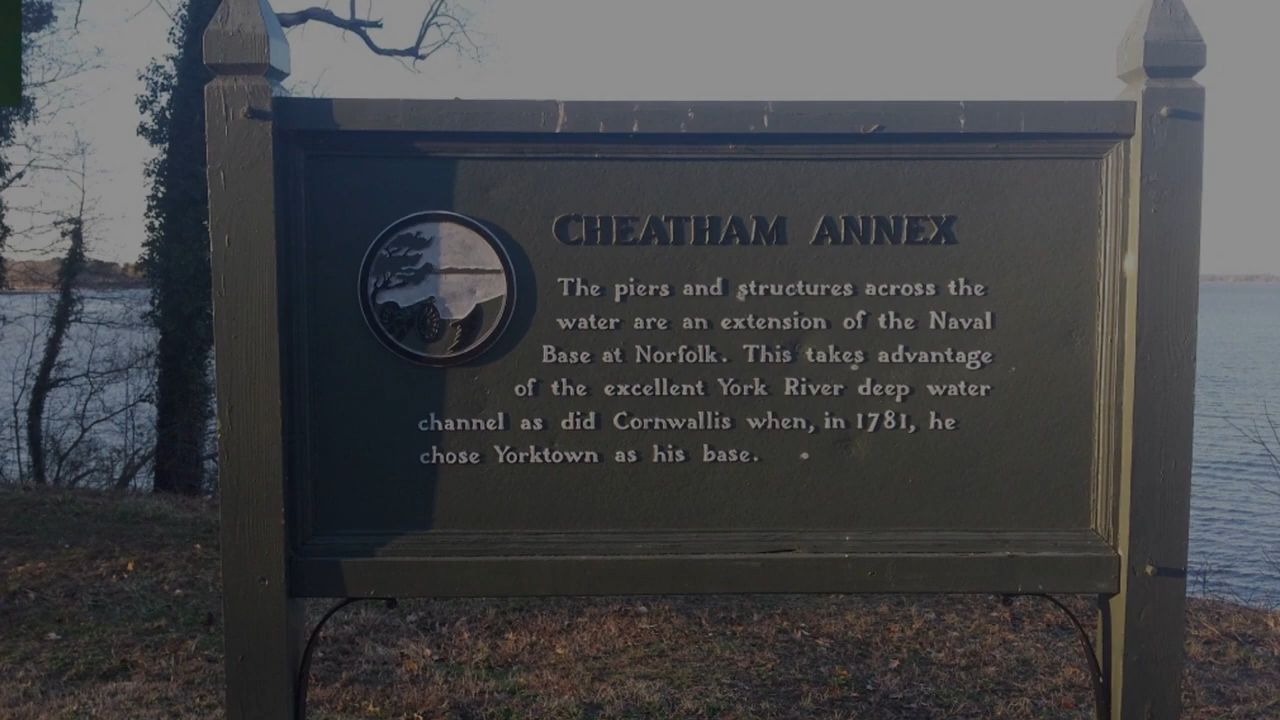 CHEATHAM ANNEX
The piers and structures across the
water are an extension of the Naval
Base at Norfolk. This takes advantage
of the excellent York River deep water
channel as did Cornwallis when, in 1781, he
chose Yorktown as his base.